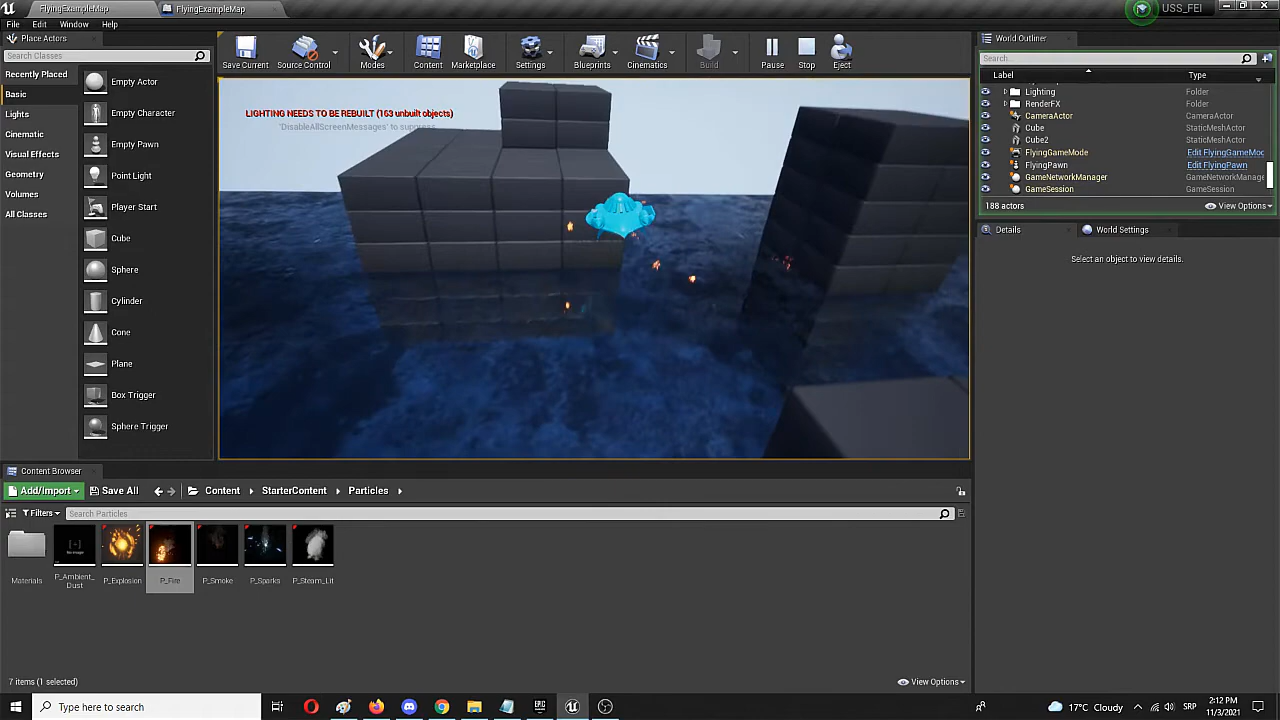 FlyingExampleMap
FlyingExampleMap
USS_FEI
File Edit Window Help
Place Actors
World Outliner
Search Classes
Save Current
Source Control
Modes
Content
Marketplace
Settings
Blueprints
Cinematics
Build
Pause
Stop
Eject
Search...
Label
Type
Recently Placed
Basic
Lights
Cinematic
Visual Effects
Geometry
Volumes
All Classes
Empty Actor
Empty Character
Empty Pawn
Point Light
Player Start
Cube
Sphere
Cylinder
Cone
Plane
Box Trigger
Sphere Trigger
LIGHTING NEEDS TO BE REBUILT (163 unbuilt objects)
'DisableAllScreenMessages' to suppress
Lighting Folder
RenderFX Folder
CameraActor CameraActor
Cube StaticMeshActor
Cube2 StaticMeshActor
FlyingGameMode Edit FlyingGameMod
FlyingPawn Edit FlyingPawn
GameNetworkManager GameNetworkManage
GameSession GameSession
188 actors
View Options
Details
World Settings
Select an object to view details.
Content Browser
Add/Import
Save All
Content
StarterContent
Particles
Filters
Search Particles
Materials
P_Ambient_
Dust
P_Explosion
P_Fire
P_Smoke
P_Sparks
P_Steam_Lit
7 items (1 selected)
View Options
Type here to search
17°C Cloudy
SRP
2:12 PM
11/3/2021